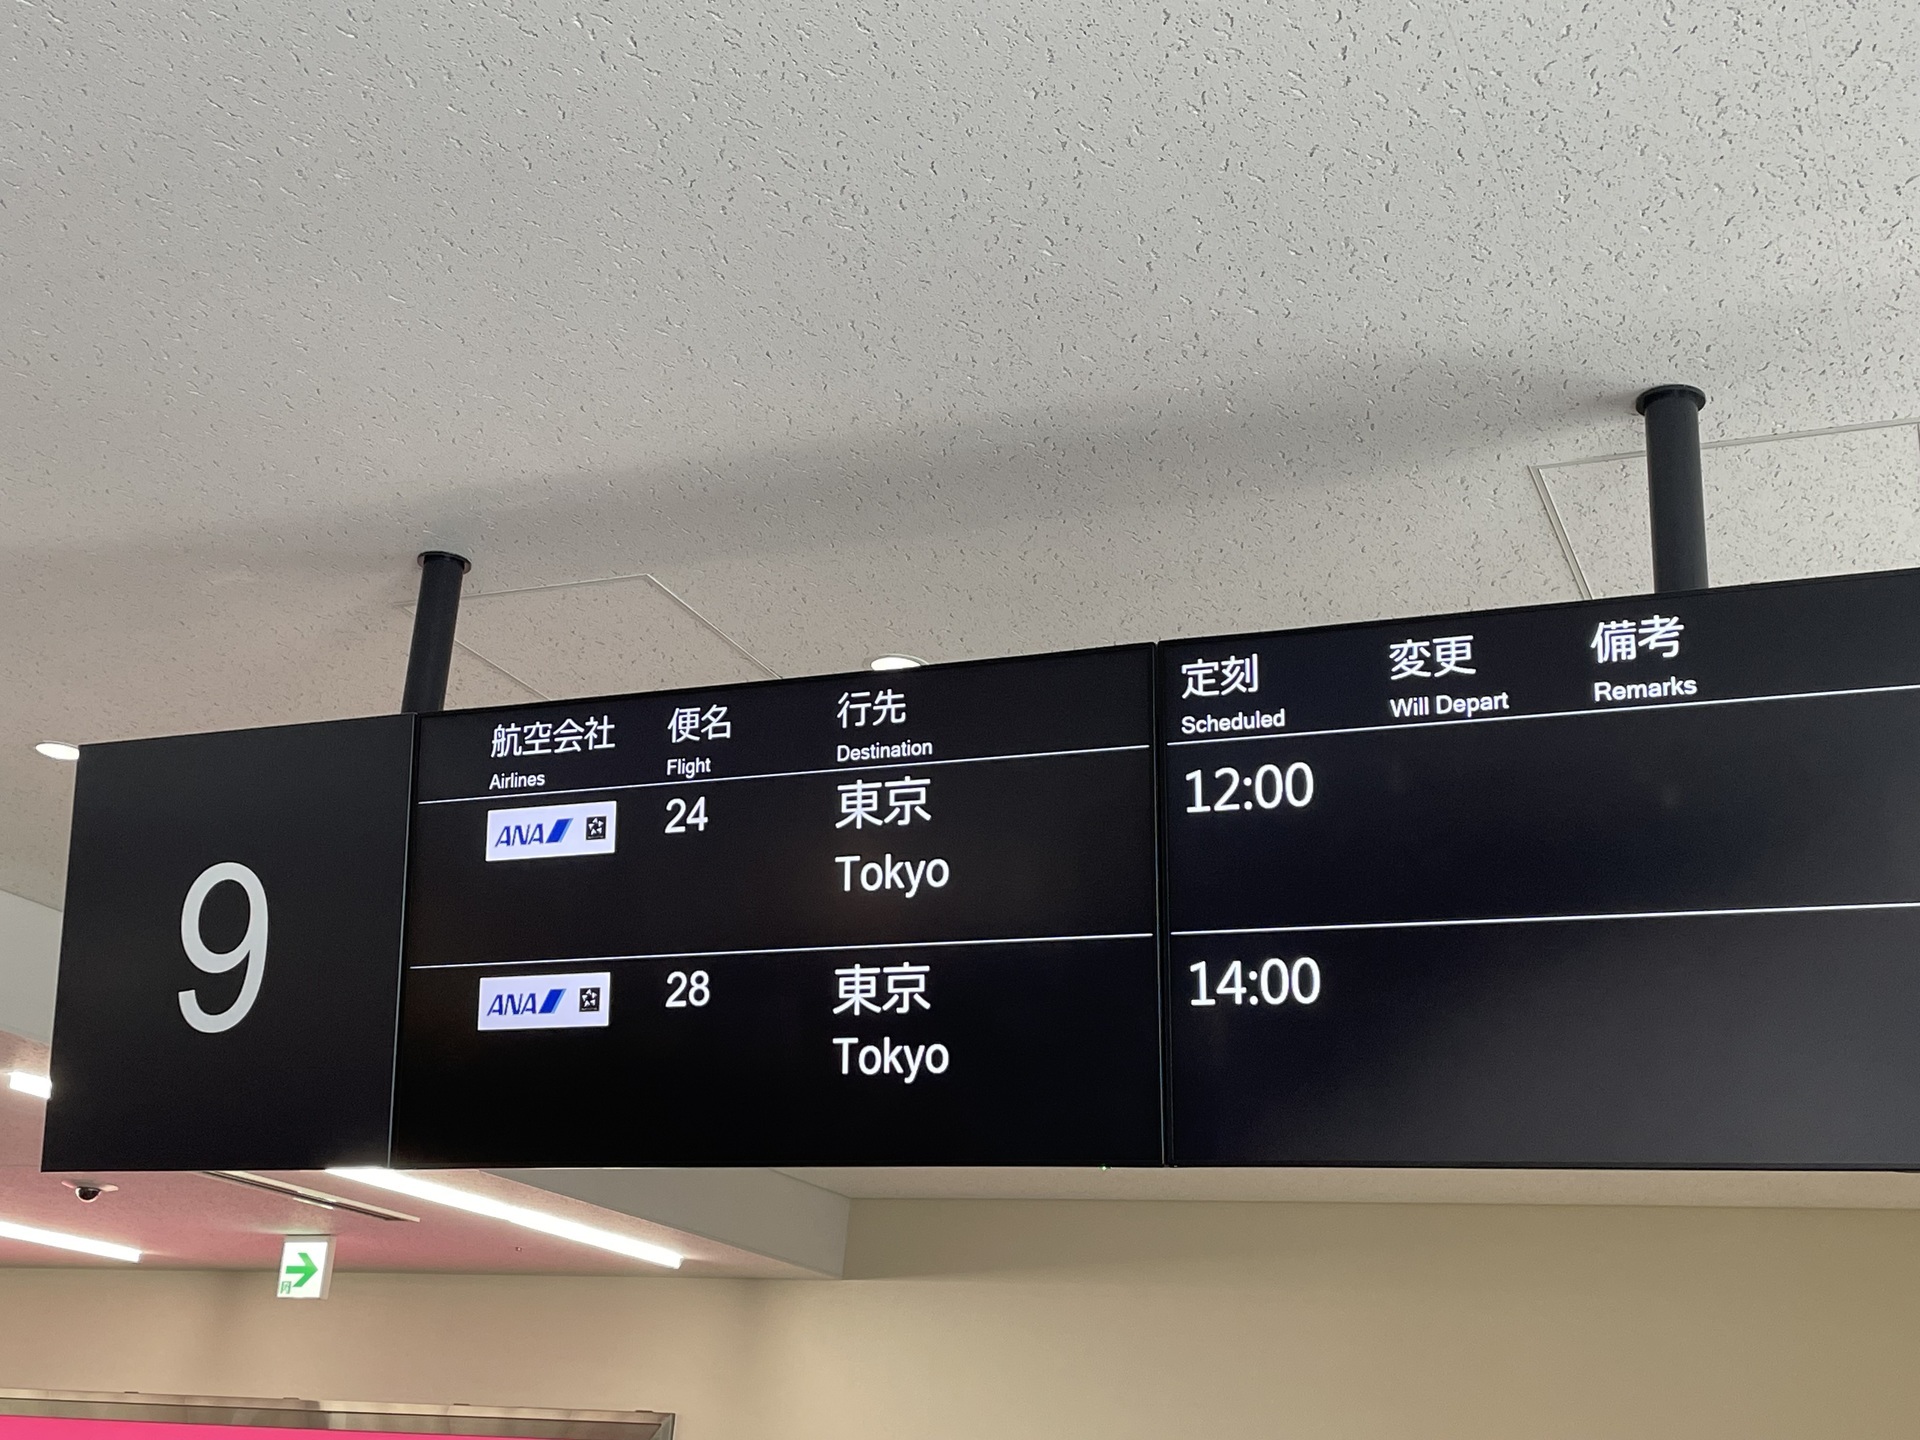 9
航空会社 便名 行先 定刻 変更 備考
Airlines Flight Destination Scheduled Will Depart Remarks
ANA 24 東京 12:00
Tokyo
ANA 28 東京 14:00
Tokyo